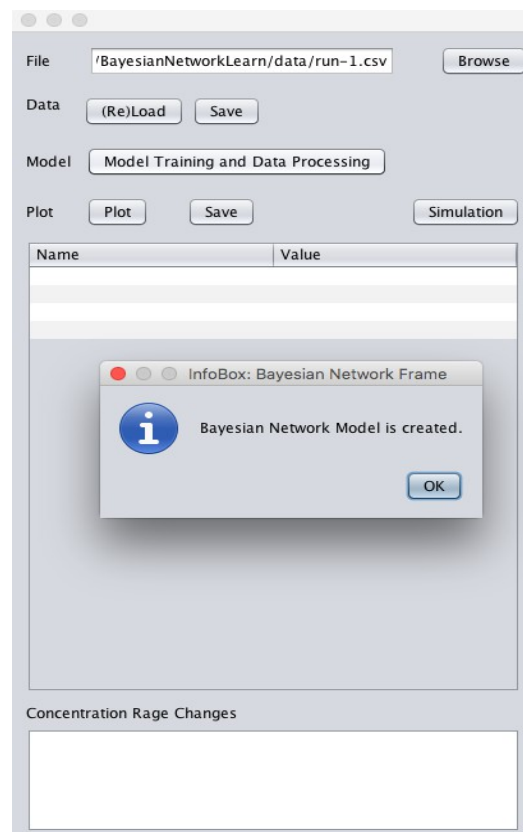 File /BayesianNetworkLearn/data/run-1.csv Browse
Data (Re)Load Save
Model Model Training and Data Processing
Plot Plot Save Simulation
Name Value
InfoBox: Bayesian Network Frame
Bayesian Network Model is created.
OK
Concentration Rage Changes